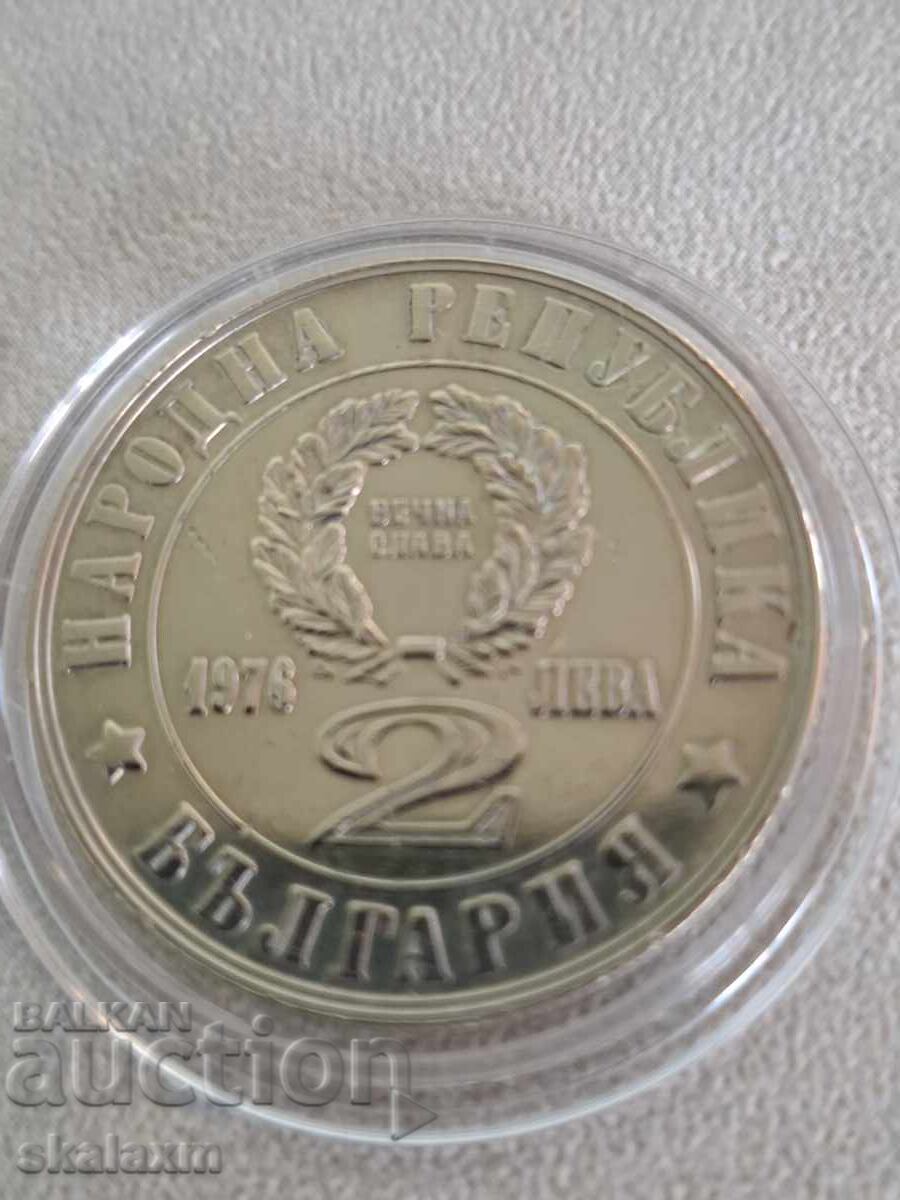 НАРОДНА РЕПУБЛИКА
ВЕЧНА
СЛАВА
1976 ЛЕВА
2
БЪЛГАРИЯ
BALKAN
auction
skalaxm